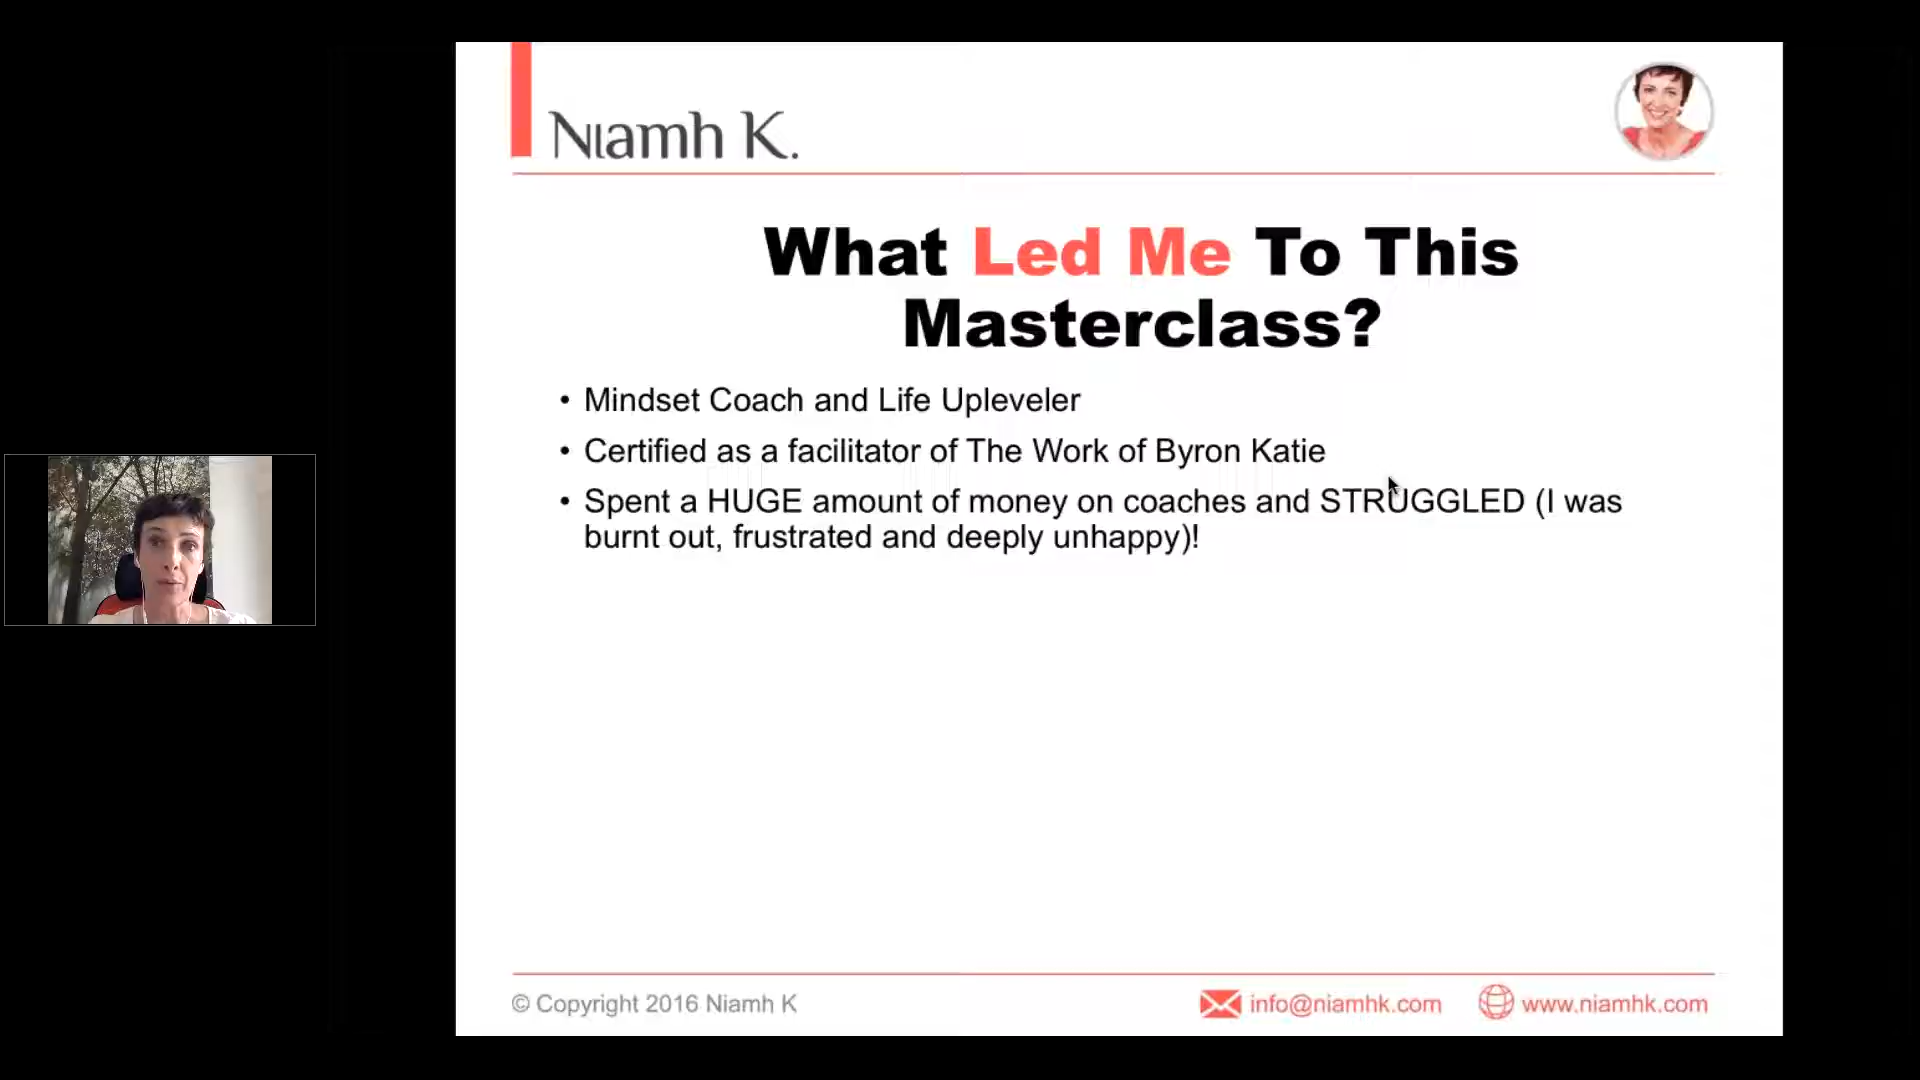 Niamh K.
What Led Me To This
Masterclass?
• Mindset Coach and Life Upleveler
• Certified as a facilitator of The Work of Byron Katie
• Spent a HUGE amount of money on coaches and STRUGGLED (I was
burnt out, frustrated and deeply unhappy)!
© Copyright 2016 Niamh K
info@niamhk.com
www.niamhk.com